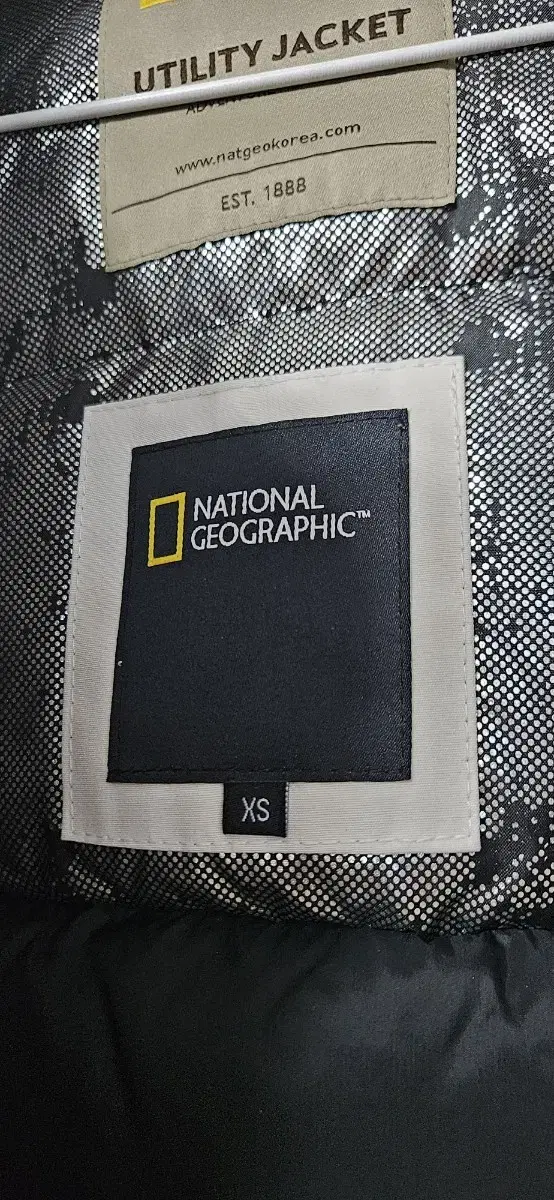 UTILITY JACKET
www.natgeokorea.com
EST. 1888
NATIONAL
GEOGRAPHIC™
XS